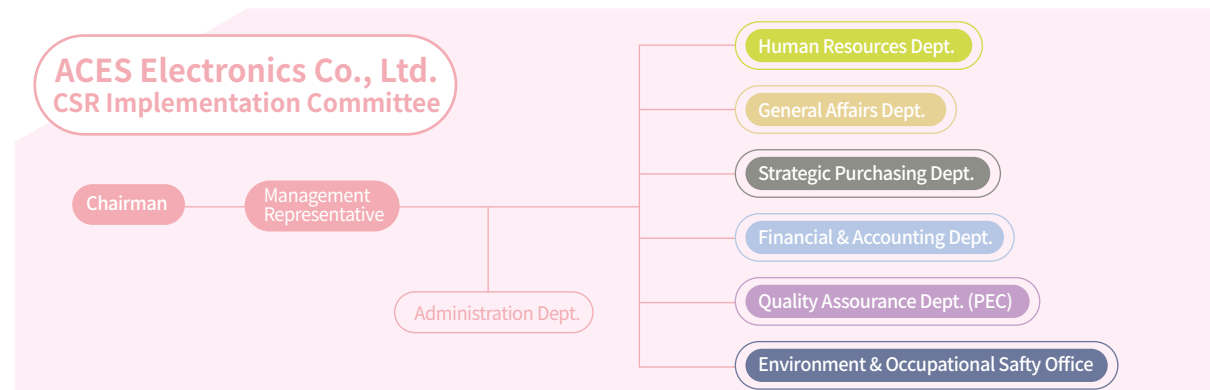 ACES Electronics Co., Ltd.
CSR Implementation Committee
Chairman
Management
Representative
Administration Dept.
Human Resources Dept.
General Affairs Dept.
Strategic Purchasing Dept.
Financial & Accounting Dept.
Quality Assourance Dept. (PEC)
Environment & Occupational Safty Office